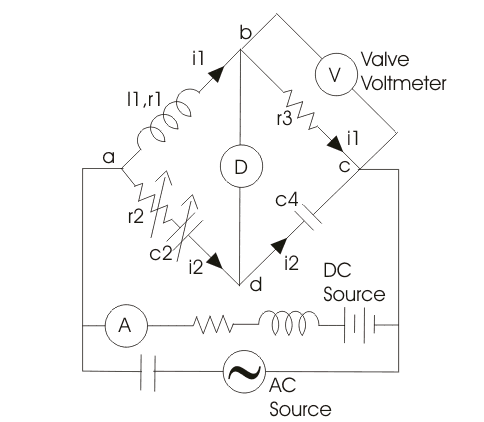 b
i1
V
Valve
Voltmeter
l1,r1
r3
i1
a
D
c
r2
c4
c2
i2
i2
d
DC
Source
A
AC
Source